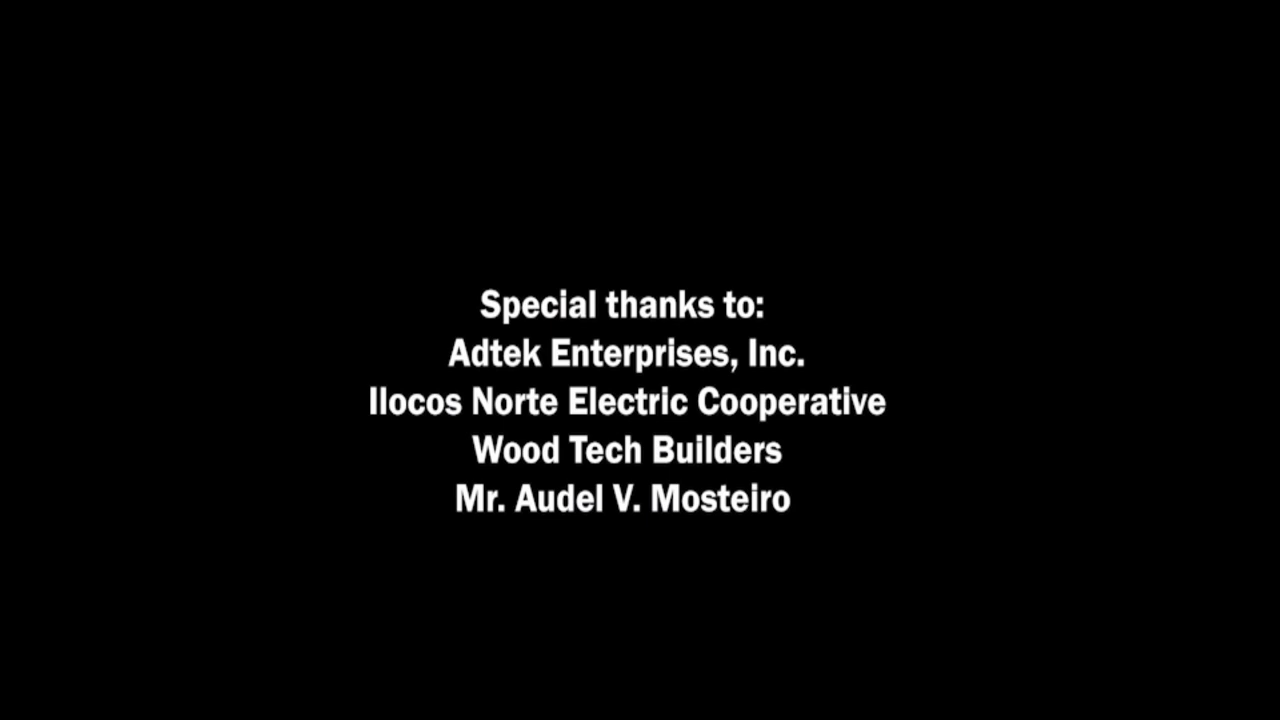 Special thanks to:
Adtek Enterprises, Inc.
Ilocos Norte Electric Cooperative
Wood Tech Builders
Mr. Audel V. Mosteiro